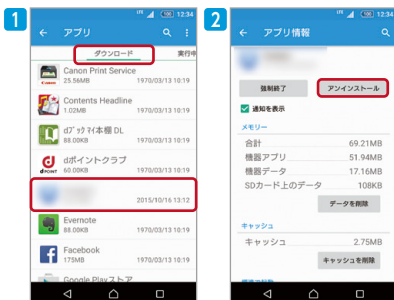 1
LTE 100 12:34
← アプリ
ダウンロード 実行中
Canon Print Service
25.56MB 1970/03/13 10:19
Contents Headline
1.02MB 1970/03/13 10:19
dブック マイ本棚 DL
88.00KB 1970/03/13 10:19
dポイントクラブ
60.00KB 1970/03/13 10:19
2015/10/16 13:12
Evernote
88.00KB 1970/03/13 10:19
Facebook
175MB 1970/03/13 10:19
Google Playストア
2
LTE 100 12:34
← アプリ情報
強制終了 アンインストール
通知を表示
メモリー
合計 69.21MB
機器アプリ 51.94MB
機器データ 17.16MB
SDカード上のデータ 108KB
データを削除
キャッシュ
キャッシュ 2.75MB
キャッシュを削除